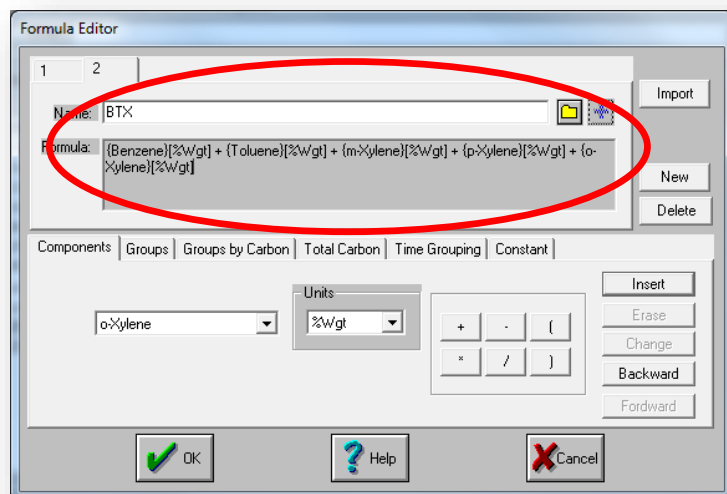 Formula Editor
1 2
Import
Name: BTX
Formula: {Benzene}[%Wgt] + {Toluene}[%Wgt] + {m-Xylene}[%Wgt] + {p-Xylene}[%Wgt] + {o-
Xylene}[%Wgt]
New
Delete
Components Groups Groups by Carbon Total Carbon Time Grouping Constant
Insert
Units
o-Xylene %Wgt
+ - (
Erase
* / )
Change
Backward
Fordward
OK Help Cancel